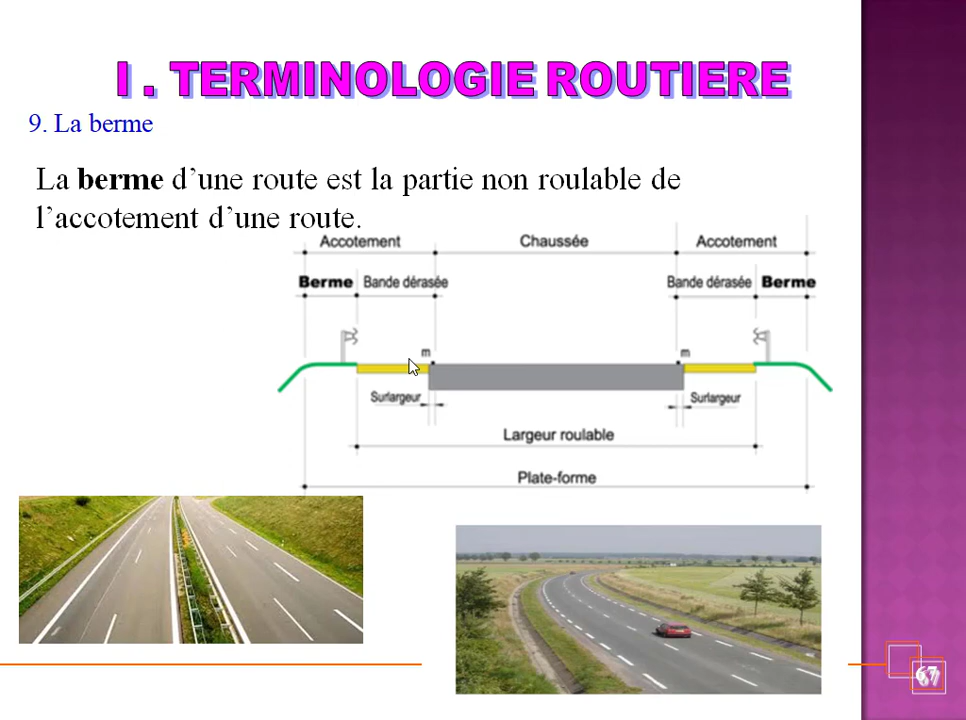 I . TERMINOLOGIE ROUTIERE
9. La berme
La berme d’une route est la partie non roulable de
l’accotement d’une route.
Accotement Chaussée Accotement
Berme Bande dérasée Bande dérasée Berme
m m
Surlargeur Surlargeur
Largeur roulable
Plate-forme
67